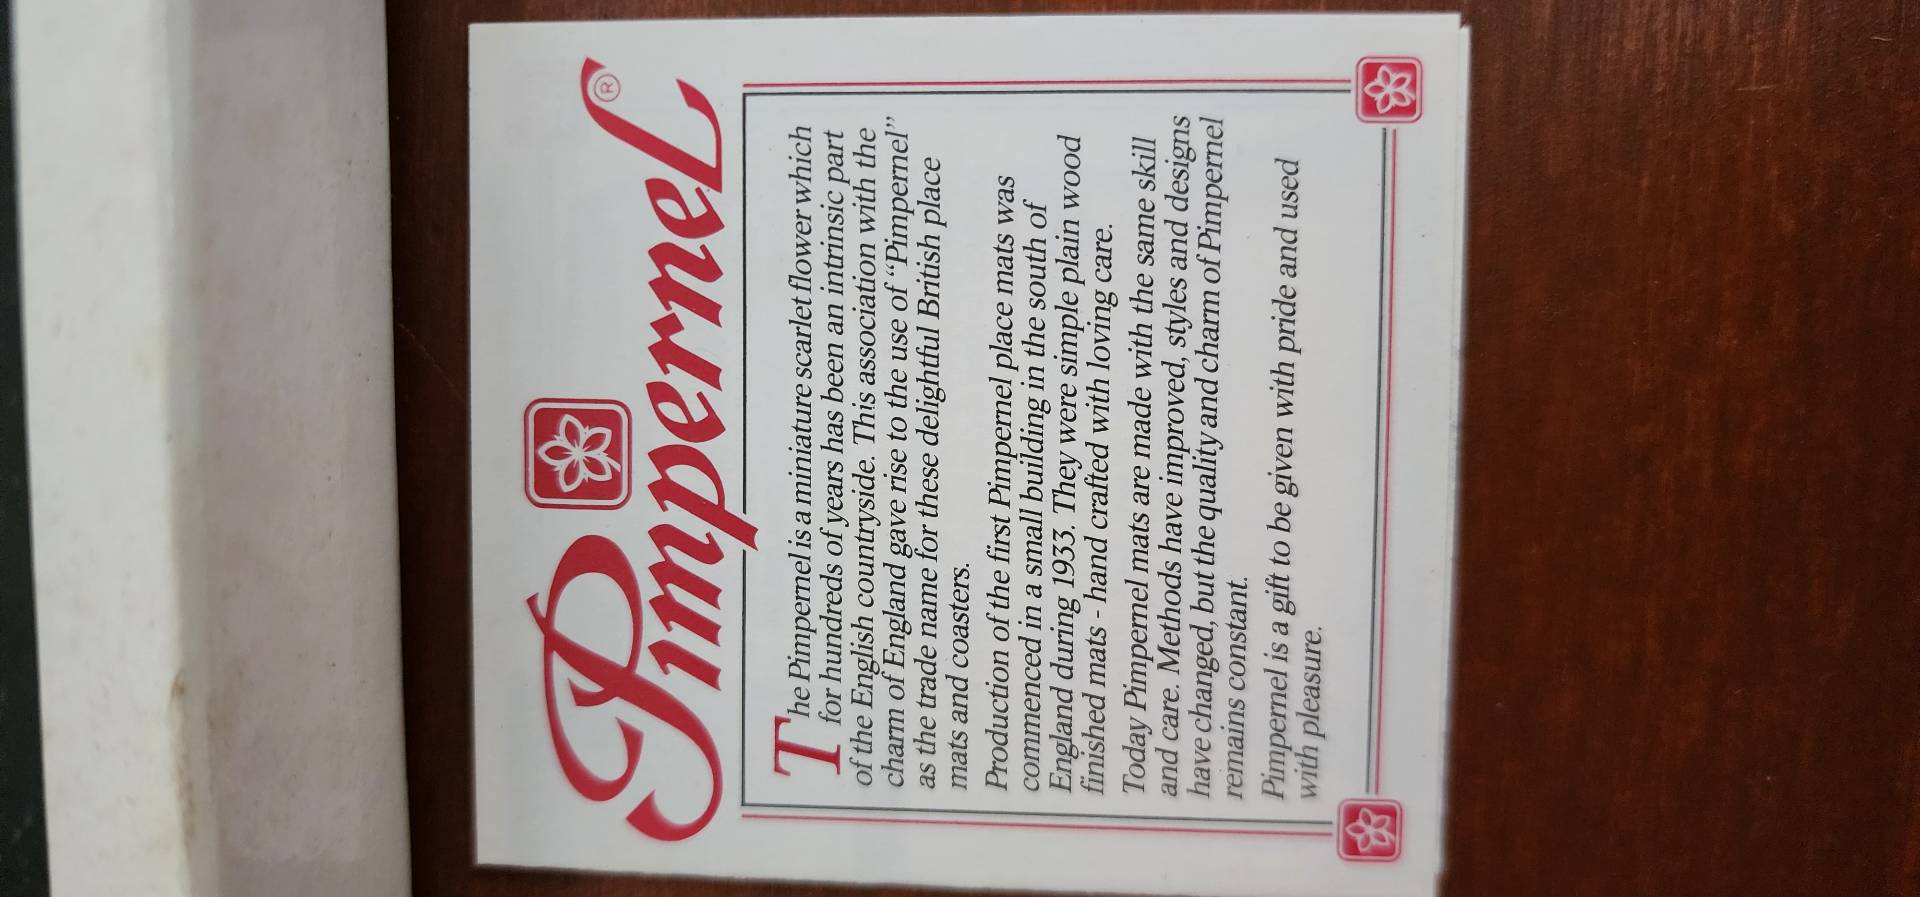 Pimpernel®
The Pimpernel is a miniature scarlet flower which
for hundreds of years has been an intrinsic part
of the English countryside. This association with the
charm of England gave rise to the use of “Pimpernel”
as the trade name for these delightful British place
mats and coasters.
Production of the first Pimpernel place mats was
commenced in a small building in the south of
England during 1933. They were simple plain wood
finished mats - hand crafted with loving care.
Today Pimpernel mats are made with the same skill
and care. Methods have improved, styles and designs
have changed, but the quality and charm of Pimpernel
remains constant.
Pimpernel is a gift to be given with pride and used
with pleasure.